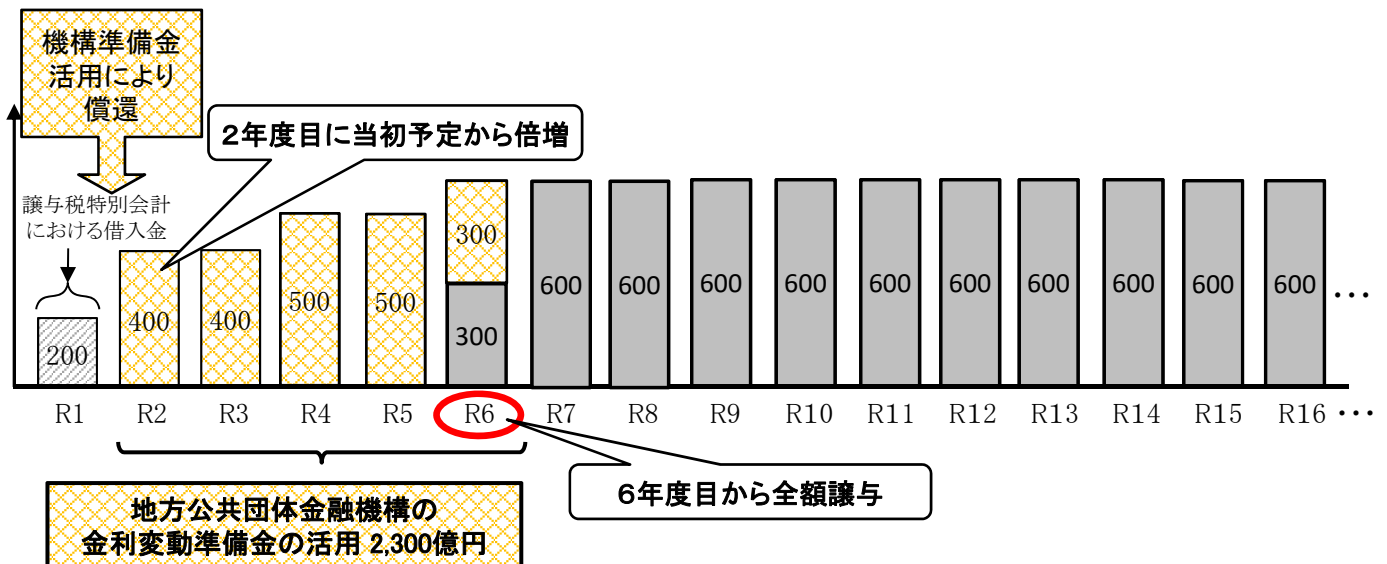 機構準備金
活用により
償還
２年度目に当初予定から倍増
譲与税特別会計
における借入金
200
400
400
500
500
300
300
600
600
600
600
600
600
600
600
600
600
…
R1
R2
R3
R4
R5
R6
R7
R8
R9
R10
R11
R12
R13
R14
R15
R16
…
地方公共団体金融機構の
金利変動準備金の活用 2,300億円
６年度目から全額譲与